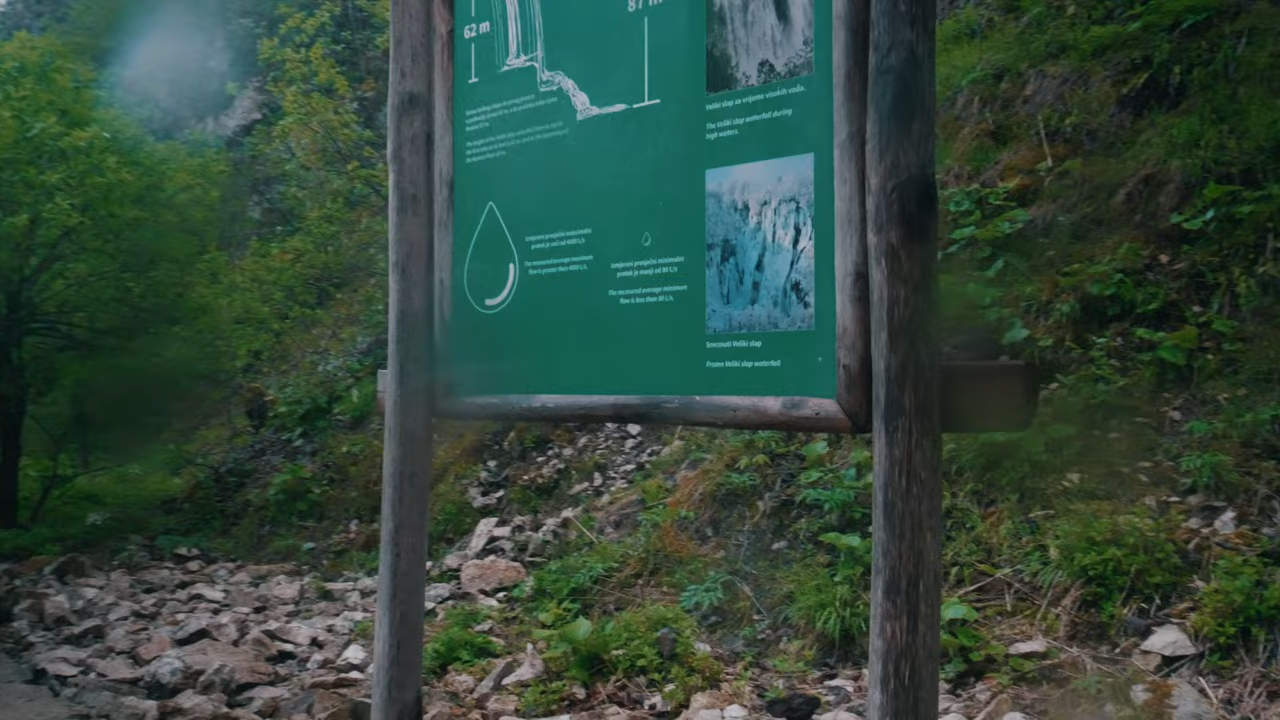 62 m
87 m
Veliki slap za vrijeme visokih voda.
The Veliki slap waterfall during
high waters.
Izmjereni prosječni maksimalni
protok je veći od 4000 L/s
The measured average maximum
flow is greater than 4000 L/s.
Izmjereni prosječni minimalni
protok je manji od 80 L/s
The measured average minimum
flow is less than 80 L/s.
Smrznuti Veliki slap
Frozen Veliki slap waterfall